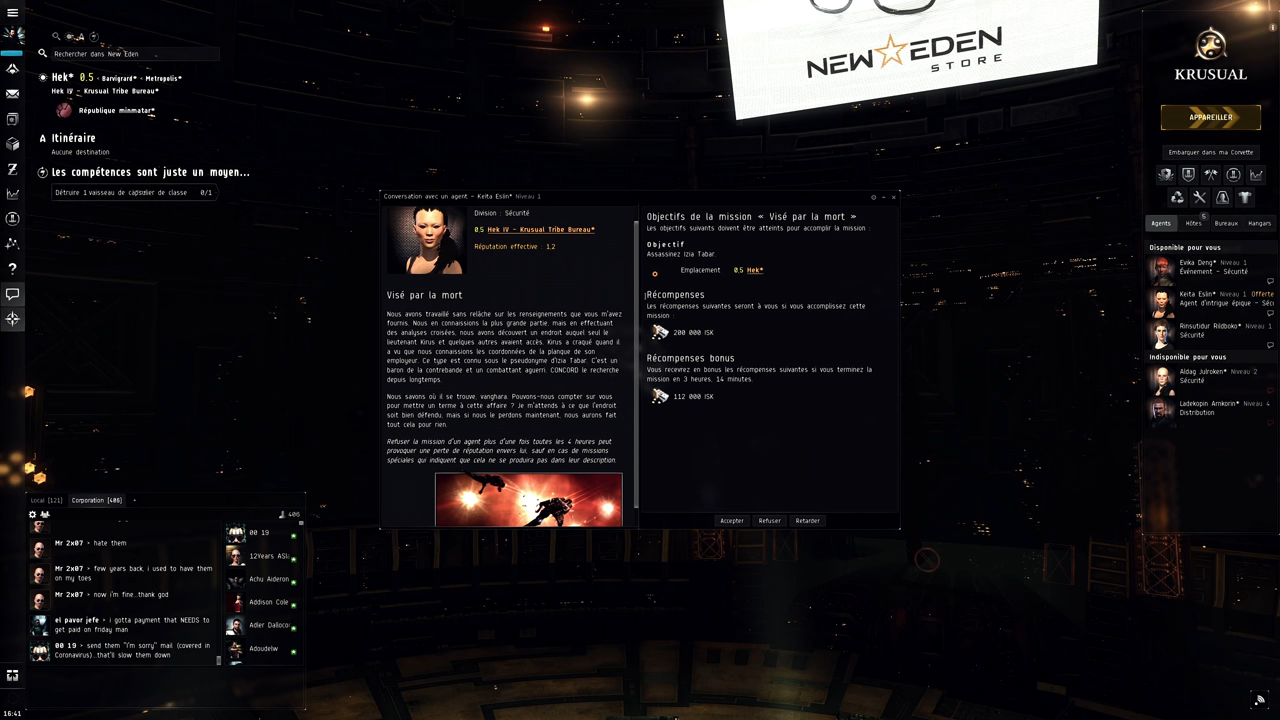 NEW EDEN
STORE
Rechercher dans New Eden
Hek* 0.5 < Barvigard* < Metropolis*
Hek IV - Krusual Tribe Bureau*
République minmatar*
Itinéraire
Aucune destination
Les compétences sont juste un moyen...
Détruire 1 vaisseau de capsulier de classe 0/1
Conversation avec un agent - Keita Eslin* Niveau 1
Division : Sécurité
0.5 Hek IV - Krusual Tribe Bureau*
Réputation effective : 1.2
Visé par la mort
Nous avons travaillé sans relâche sur les renseignements que vous m'avez
fournis. Nous en connaissions la plus grande partie, mais en effectuant
des analyses croisées, nous avons découvert un endroit auquel seul le
lieutenant Kirus et quelques autres avaient accès. Kirus a craqué quand il
a vu que nous connaissions les coordonnées de la planque de son
employeur. Ce type est connu sous le pseudonyme d'Izia Tabar. C'est un
baron de la contrebande et un combattant aguerri. CONCORD le recherche
depuis longtemps.
Nous savons où il se trouve, vanghara. Pouvons-nous compter sur vous
pour mettre un terme à cette affaire ? Je m'attends à ce que l'endroit
soit bien défendu, mais si nous le perdons maintenant, nous aurons fait
tout cela pour rien.
Refuser la mission d'un agent plus d'une fois toutes les 4 heures peut
provoquer une perte de réputation envers lui, sauf en cas de missions
spéciales qui indiquent que cela ne se produira pas dans leur description.
Objectifs de la mission « Visé par la mort »
Les objectifs suivants doivent être atteints pour accomplir la mission :
Objectif
Assassinez Izia Tabar.
Emplacement 0.5 Hek*
Récompenses
Les récompenses suivantes seront à vous si vous accomplissez cette
mission :
200 000 ISK
Récompenses bonus
Vous recevrez en bonus les récompenses suivantes si vous terminez la
mission en 3 heures, 14 minutes.
112 000 ISK
Accepter Refuser Retarder
KRUSUAL
APPAREILLER
Embarquer dans ma Corvette
5
Agents Hôtes Bureaux Hangars
Disponible pour vous
Evika Deng* Niveau 1
Événement - Sécurité
Keita Eslin* Niveau 1 Offerte
Agent d'intrigue épique - Séc
Rinsutidur Rildboko* Niveau 1
Sécurité
Indisponible pour vous
Aldag Julroken* Niveau 2
Sécurité
Ladekopin Arnkorin* Niveau 4
Distribution
Local [121] Corporation [406] +
406
Mr 2x07 > hate them
Mr 2x07 > few years back, i used to have them
on my toes
Mr 2x07 > now i'm fine...thank god
el pavor jefe > i gotta payment that NEEDS to
get paid on friday man
00 19 > send them "I'm sorry" mail (covered in
Coronavirus)...that'll slow them down
00 19
12Years ASl
Achu Aideron
Addison Cole
Adler Dalloco
Adoudelw
16:41